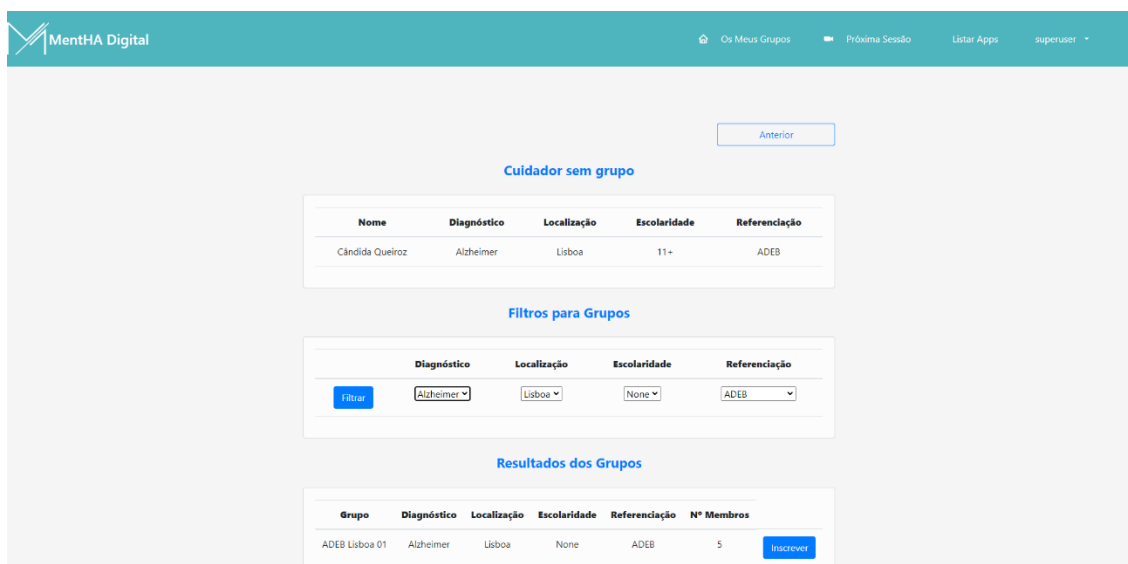 MentHA Digital Os Meus Grupos Próxima Sessão Listar Apps superuser
Anterior
Cuidador sem grupo
Nome Diagnóstico Localização Escolaridade Referenciação
Cândida Queiroz Alzheimer Lisboa 11+ ADEB
Filtros para Grupos
Diagnóstico Localização Escolaridade Referenciação
Filtrar Alzheimer Lisboa None ADEB
Resultados dos Grupos
Grupo Diagnóstico Localização Escolaridade Referenciação Nº Membros
ADEB Lisboa 01 Alzheimer Lisboa None ADEB 5 Inscrever